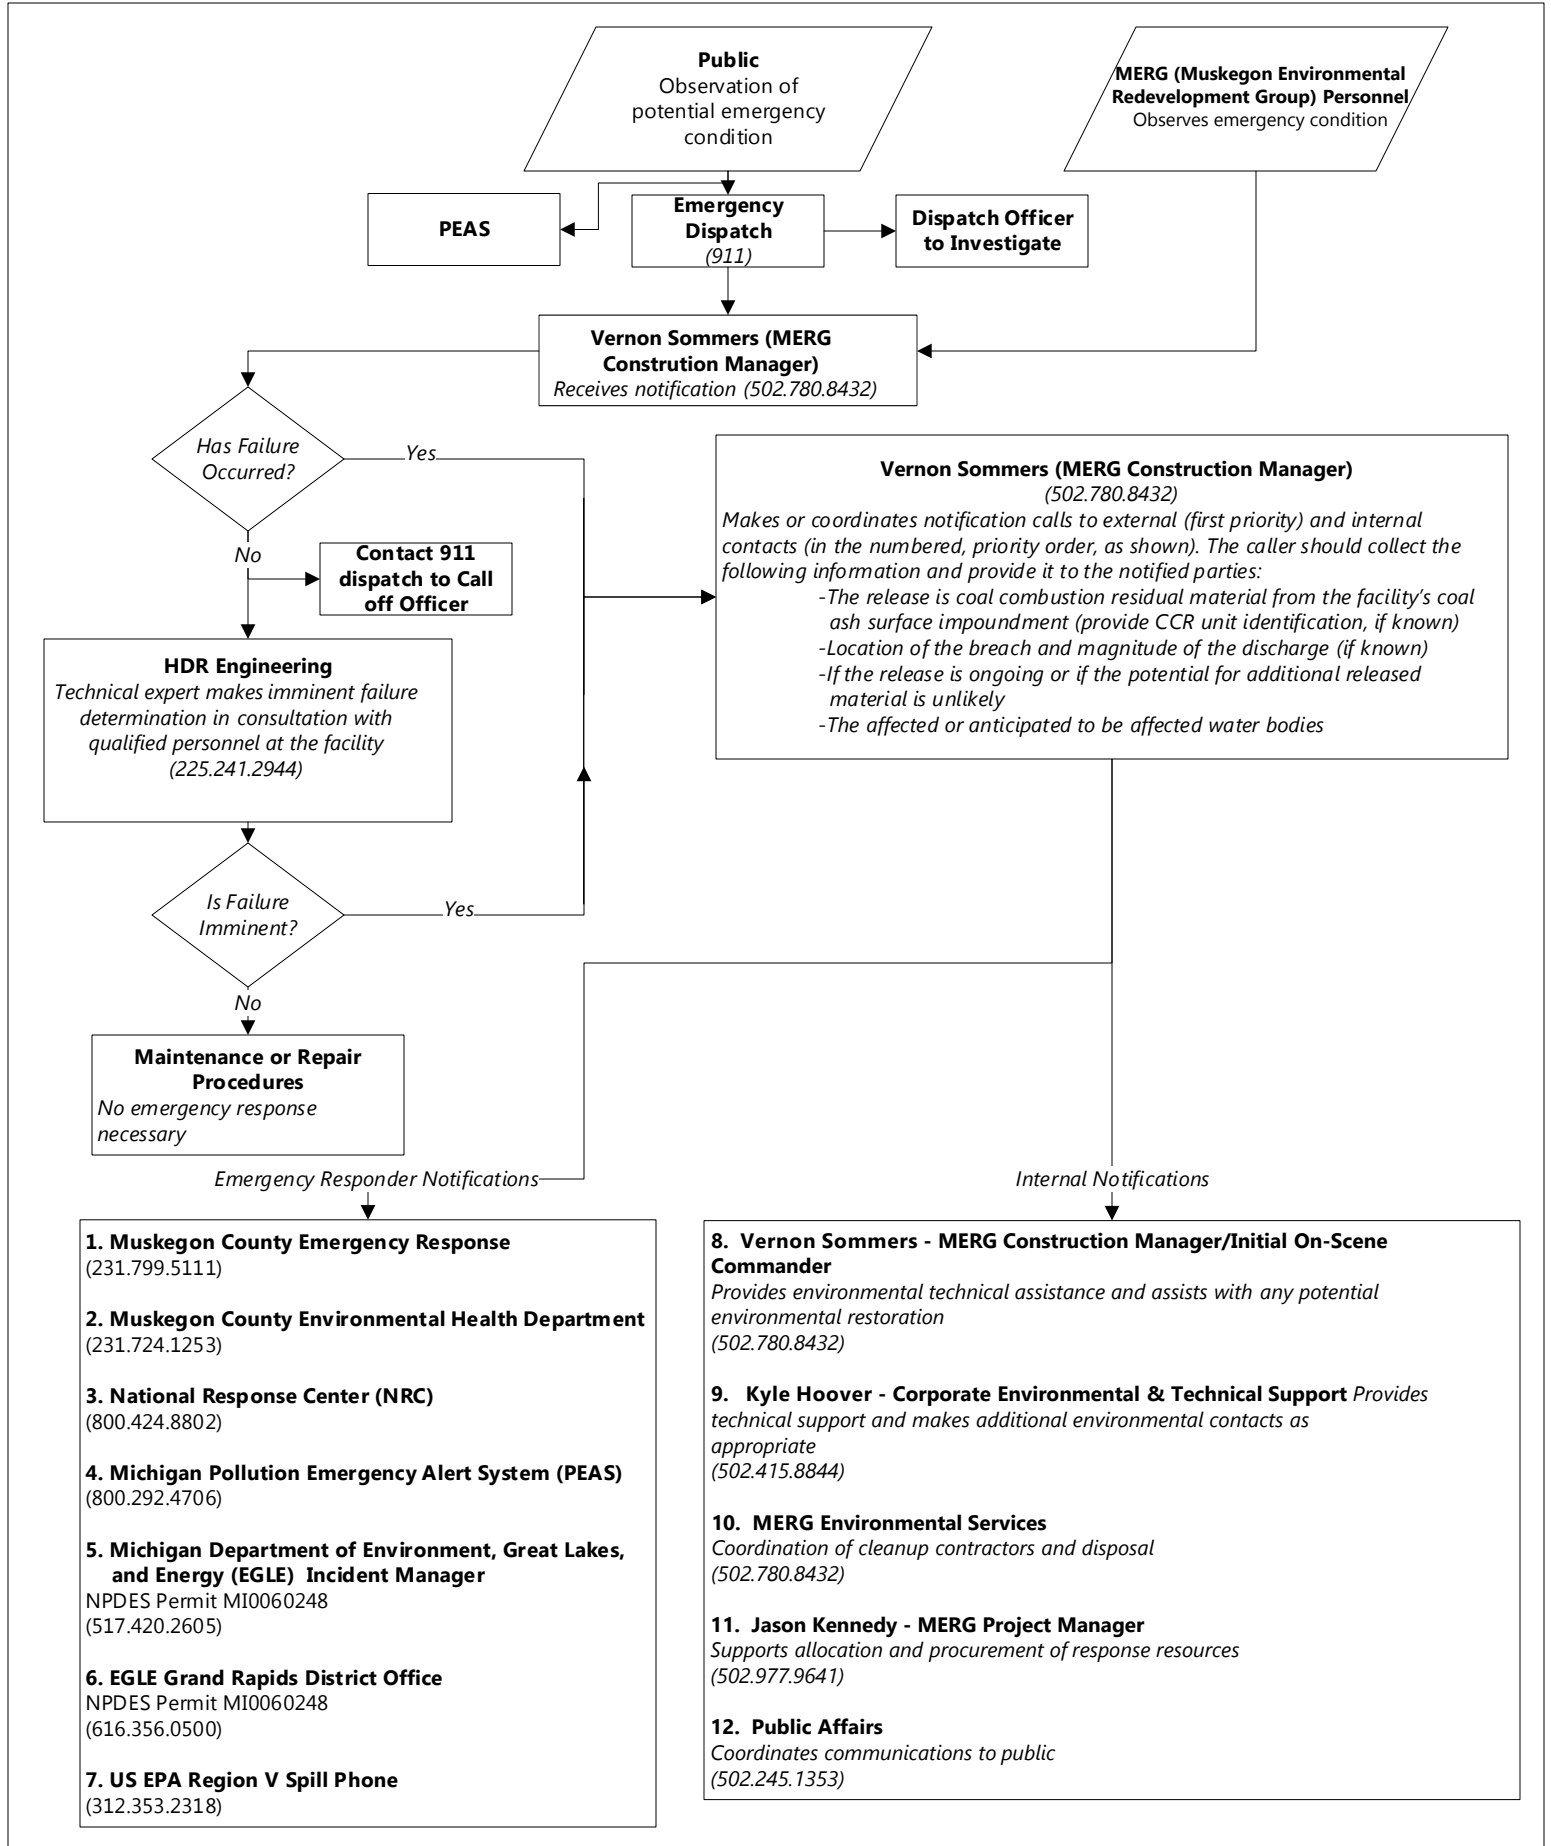 Public
Observation of
potential emergency
condition
MERG (Muskegon Environmental
Redevelopment Group) Personnel
Observes emergency condition
PEAS
Emergency
Dispatch
(911)
Dispatch Officer
to Investigate
Vernon Sommers (MERG
Constrution Manager)
Receives notification (502.780.8432)
Has Failure
Occurred?
Yes
No
Contact 911
dispatch to Call
off Officer
Vernon Sommers (MERG Construction Manager)
(502.780.8432)
Makes or coordinates notification calls to external (first priority) and internal
contacts (in the numbered, priority order, as shown). The caller should collect the
following information and provide it to the notified parties:
-The release is coal combustion residual material from the facility's coal
ash surface impoundment (provide CCR unit identification, if known)
-Location of the breach and magnitude of the discharge (if known)
-If the release is ongoing or if the potential for additional released
material is unlikely
-The affected or anticipated to be affected water bodies
HDR Engineering
Technical expert makes imminent failure
determination in consultation with
qualified personnel at the facility
(225.241.2944)
Is Failure
Imminent?
Yes
No
Maintenance or Repair
Procedures
No emergency response
necessary
Emergency Responder Notifications
1. Muskegon County Emergency Response
(231.799.5111)
2. Muskegon County Environmental Health Department
(231.724.1253)
3. National Response Center (NRC)
(800.424.8802)
4. Michigan Pollution Emergency Alert System (PEAS)
(800.292.4706)
5. Michigan Department of Environment, Great Lakes,
and Energy (EGLE) Incident Manager
NPDES Permit MI0060248
(517.420.2605)
6. EGLE Grand Rapids District Office
NPDES Permit MI0060248
(616.356.0500)
7. US EPA Region V Spill Phone
(312.353.2318)
Internal Notifications
8. Vernon Sommers - MERG Construction Manager/Initial On-Scene
Commander
Provides environmental technical assistance and assists with any potential
environmental restoration
(502.780.8432)
9. Kyle Hoover - Corporate Environmental & Technical Support Provides
technical support and makes additional environmental contacts as
appropriate
(502.415.8844)
10. MERG Environmental Services
Coordination of cleanup contractors and disposal
(502.780.8432)
11. Jason Kennedy - MERG Project Manager
Supports allocation and procurement of response resources
(502.977.9641)
12. Public Affairs
Coordinates communications to public
(502.245.1353)